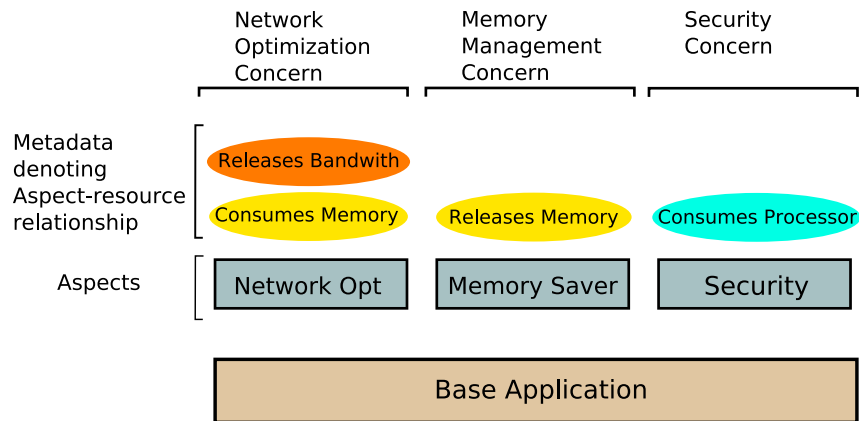 Network
Optimization
Concern
Memory
Management
Concern
Security
Concern
Metadata
denoting
Aspect-resource
relationship
Releases Bandwith
Consumes Memory
Releases Memory
Consumes Processor
Aspects
Network Opt
Memory Saver
Security
Base Application